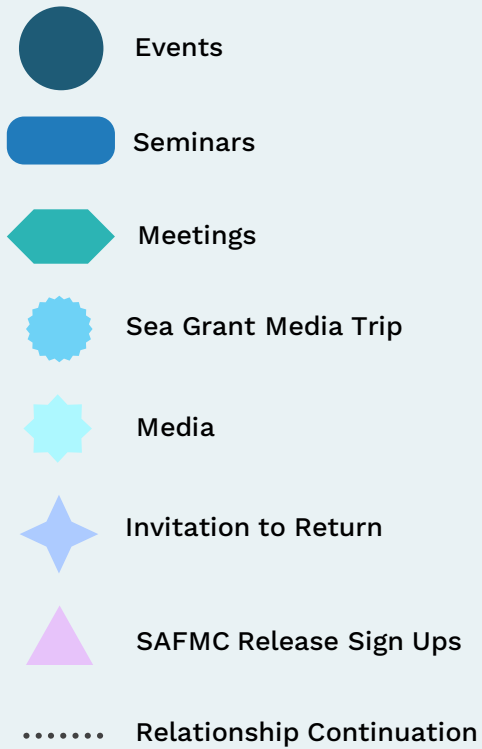 Events
Seminars
Meetings
Sea Grant Media Trip
Media
Invitation to Return
SAFMC Release Sign Ups
Relationship Continuation